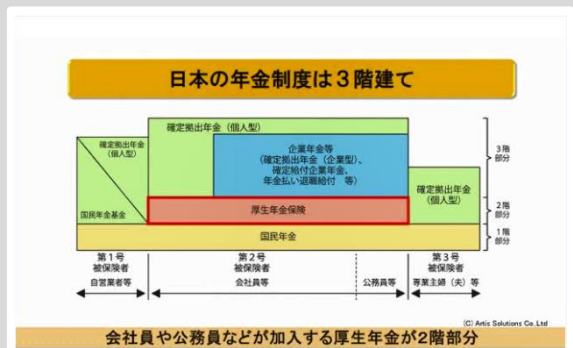 日本の年金制度は３階建て
確定拠出年金（個人型）
確定拠出年金
（個人型）
国民年金基金
企業年金等
（確定拠出年金（企業型）、
確定給付企業年金、
年金払い退職給付　等）
確定拠出年金
（個人型）
厚生年金保険
国民年金
３階
部分
２階
部分
１階
部分
第１号
被保険者
自営業者等
第２号
被保険者
会社員等
公務員等
第３号
被保険者
専業主婦（夫）等
(C) Artis Solutions Co.,Ltd
会社員や公務員などが加入する厚生年金が２階部分